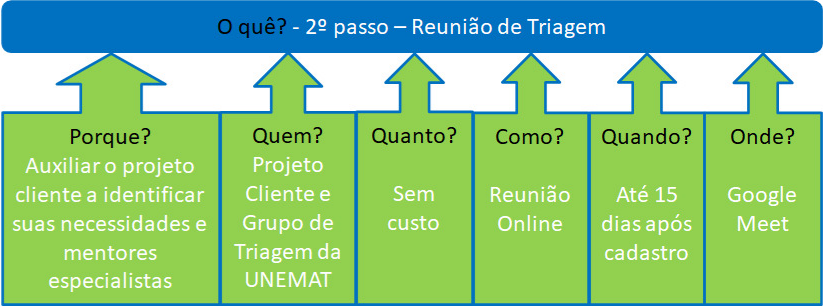 O quê? - 2º passo – Reunião de Triagem
Porque?
Auxiliar o projeto
cliente a identificar
suas necessidades e
mentores
especialistas
Quem?
Projeto
Cliente e
Grupo de
Triagem da
UNEMAT
Quanto?
Sem
custo
Como?
Reunião
Online
Quando?
Até 15
dias após
cadastro
Onde?
Google
Meet